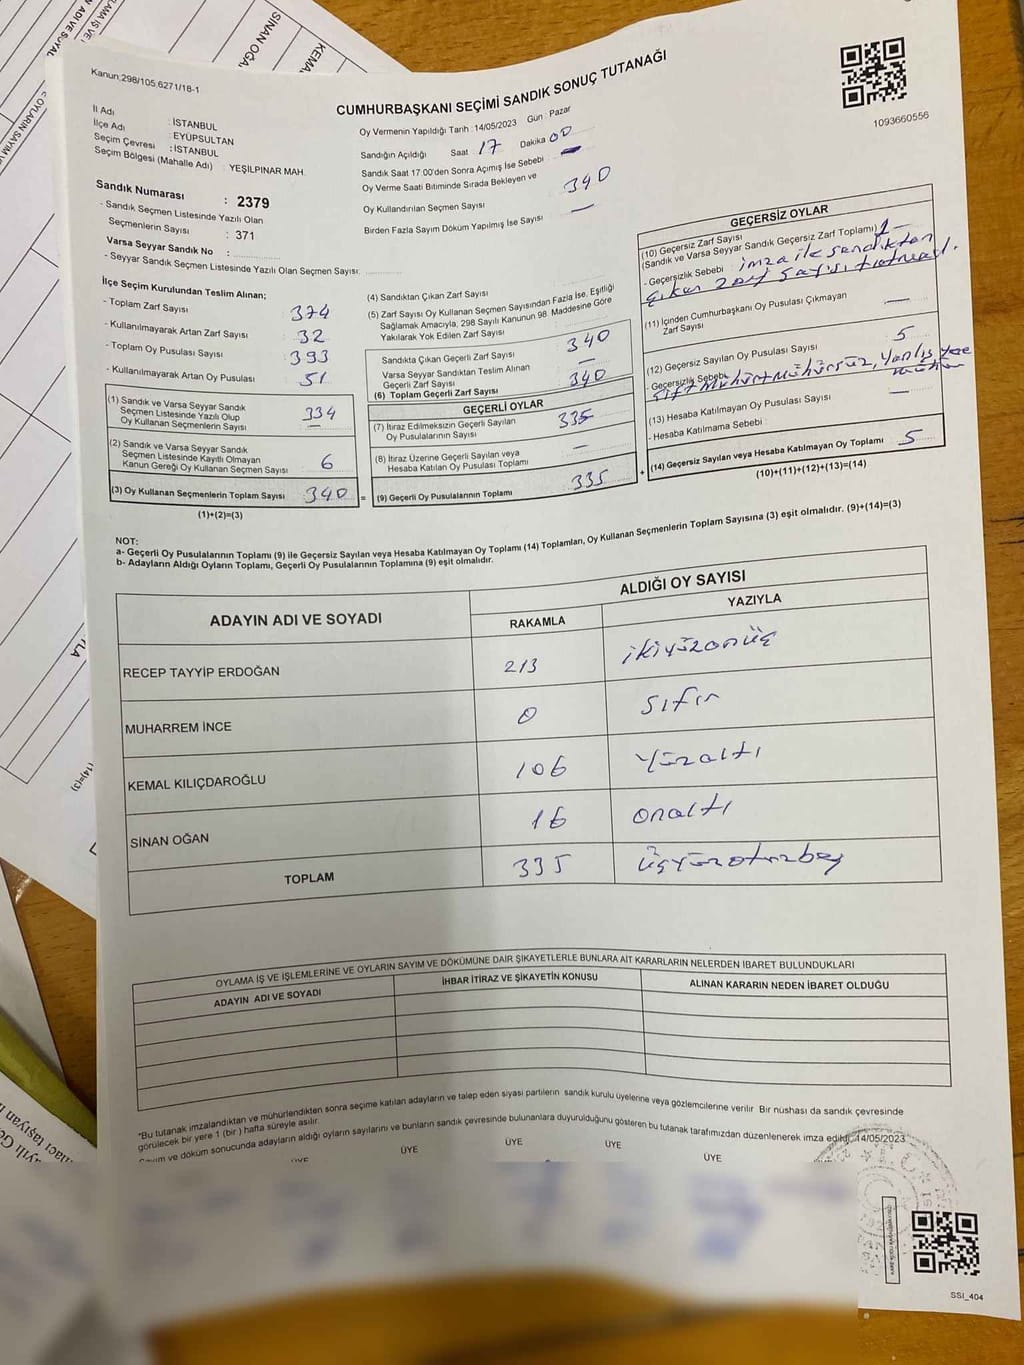 Kanun:298/105.6271/18-1
CUMHURBAŞKANI SEÇİMİ SANDIK SONUÇ TUTANAĞI
1093660556
İl Adı : İSTANBUL
İlçe Adı : EYÜPSULTAN
Seçim Çevresi : İSTANBUL
Seçim Bölgesi (Mahalle Adı) : YEŞİLPINAR MAH.
Sandık Numarası : 2379
- Sandık Seçmen Listesinde Yazılı Olan
Seçmenlerin Sayısı : 371
Varsa Seyyar Sandık No :
- Seyyar Sandık Seçmen Listesinde Yazılı Olan Seçmen Sayısı:
Oy Vermenin Yapıldığı Tarih : 14/05/2023 Gün : Pazar
Sandığın Açıldığı Saat 17 Dakika 00
Sandık Saat 17:00'den Sonra Açımış İse Sebebi
Oy Verme Saati Bitiminde Sırada Bekleyen ve
Oy Kullandırılan Seçmen Sayısı 340
Birden Fazla Sayım Döküm Yapılmış İse Sayısı —
İlçe Seçim Kurulundan Teslim Alınan;
- Toplam Zarf Sayısı 374
- Kullanılmayarak Artan Zarf Sayısı 32
- Toplam Oy Pusulası Sayısı 393
- Kullanılmayarak Artan Oy Pusulası 51
(1) Sandık ve Varsa Seyyar Sandık
Seçmen Listesinde Yazılı Olup
Oy Kullanan Seçmenlerin Sayısı 334
(2) Sandık ve Varsa Seyyar Sandık
Seçmen Listesinde Kayıtlı Olmayan
Kanun Gereği Oy Kullanan Seçmen Sayısı 6
(3) Oy Kullanan Seçmenlerin Toplam Sayısı 340 =
(1)+(2)=(3)
(4) Sandıktan Çıkan Zarf Sayısı
(5) Zarf Sayısı Oy Kullanan Seçmen Sayısından Fazla İse, Eşitliği
Sağlamak Amacıyla, 298 Sayılı Kanunun 98. Maddesine Göre
Yakılarak Yok Edilen Zarf Sayısı
Sandıkta Çıkan Geçerli Zarf Sayısı 340
Varsa Seyyar Sandıktan Teslim Alınan
Geçerli Zarf Sayısı —
(6) Toplam Geçerli Zarf Sayısı 340
GEÇERLİ OYLAR
(7) İtiraz Edilmeksizin Geçerli Sayılan
Oy Pusulalarının Sayısı 335
(8) İtiraz Üzerine Geçerli Sayılan veya
Hesaba Katılan Oy Pusulası Toplamı —
(9) Geçerli Oy Pusulalarının Toplamı 335 +
GEÇERSİZ OYLAR
(10) Geçersiz Zarf Sayısı
(Sandık ve Varsa Seyyar Sandık Geçersiz Zarf Toplamı)
- Geçersizlik Sebebi : imza ile sandıktan
çıkan zarf sayısı tutmadı.
(11) İçinden Cumhurbaşkanı Oy Pusulası Çıkmayan
Zarf Sayısı —
(12) Geçersiz Sayılan Oy Pusulası Sayısı 5
- Geçersizlik Sebebi : Çift Mühür+Mühürsüz, Yanlış yere
mühür
(13) Hesaba Katılmayan Oy Pusulası Sayısı —
- Hesaba Katılmama Sebebi :
(14) Geçersiz Sayılan veya Hesaba Katılmayan Oy Toplamı 5
(10)+(11)+(12)+(13)=(14)
NOT:
a- Geçerli Oy Pusulalarının Toplamı (9) ile Geçersiz Sayılan veya Hesaba Katılmayan Oy Toplamı (14) Toplamları, Oy Kullanan Seçmenlerin Toplam Sayısına (3) eşit olmalıdır. (9)+(14)=(3)
b- Adayların Aldığı Oyların Toplamı, Geçerli Oy Pusulalarının Toplamına (9) eşit olmalıdır.
ADAYIN ADI VE SOYADI
ALDIĞI OY SAYISI
RAKAMLA YAZIYLA
RECEP TAYYİP ERDOĞAN 213 ikiyüzonüç
MUHARREM İNCE 0 sıfır
KEMAL KILIÇDAROĞLU 106 Yüzaltı
SİNAN OĞAN 16 onaltı
TOPLAM 335 üçyüzotuzbeş
OYLAMA İŞ VE İŞLEMLERİNE VE OYLARIN SAYIM VE DÖKÜMÜNE DAİR ŞİKAYETLERLE BUNLARA AİT KARARLARIN NELERDEN İBARET BULUNDUKLARI
ADAYIN ADI VE SOYADI İHBAR İTİRAZ VE ŞİKAYETİN KONUSU ALINAN KARARIN NEDEN İBARET OLDUĞU
*Bu tutanak imzalandıktan ve mühürlendikten sonra seçime katılan adayların ve talep eden siyasi partilerin sandık kurulu üyelerine veya gözlemcilerine verilir. Bir nüshası da sandık çevresinde
görülecek bir yere 1 (bir) hafta süreyle asılır.
Sayım ve döküm sonucunda adayların aldığı oyların sayılarını ve bunların sandık çevresinde bulunanlara duyurulduğunu gösteren bu tutanak tarafımızdan düzenlenerek imza edildi. 14/05/2023
ÜYE ÜYE ÜYE ÜYE ÜYE
SSİ_404